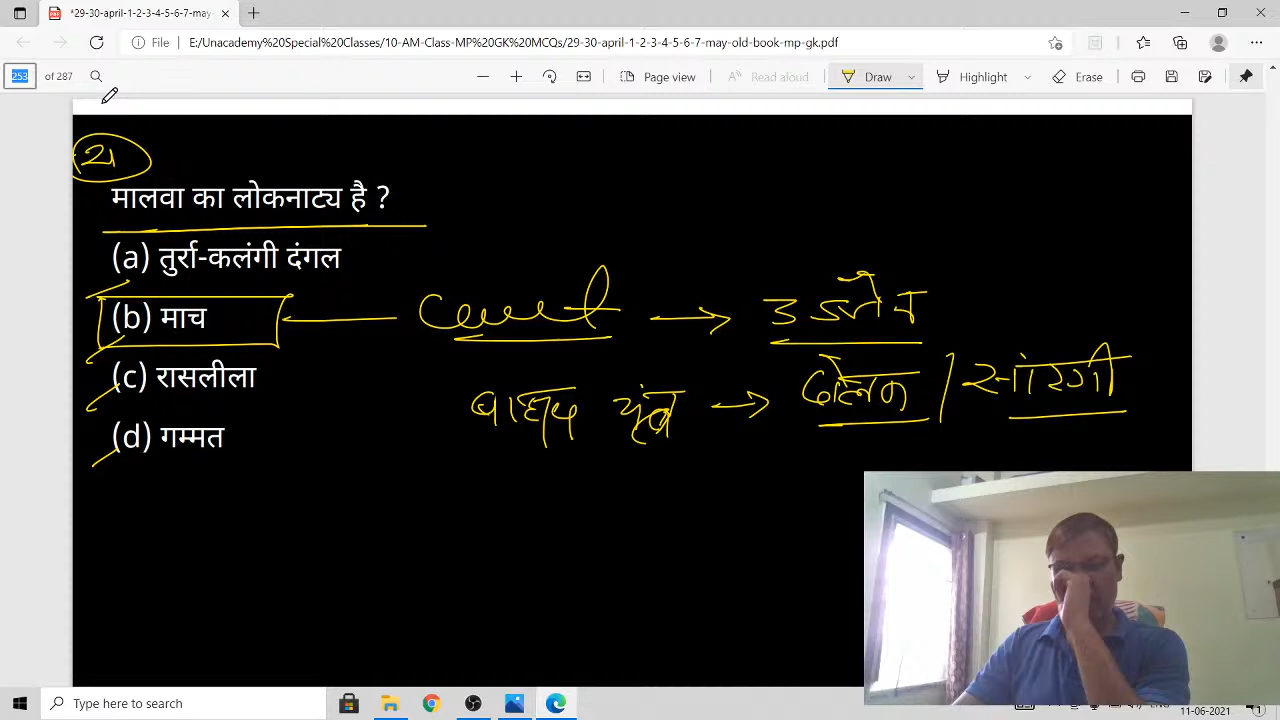 *29-30-april-1-2-3-4-5-6-7-may-
File E:/Unacademy%20Special%20Classes/10-AM-Class-MP%20GK%20MCQs/29-30-april-1-2-3-4-5-6-7-may-old-book-mp-gk.pdf
253 of 287 Page view Read aloud Draw Highlight Erase
21
मालवा का लोकनाट्य है ?
(a) तुर्रा-कलंगी दंगल
(b) माच
उज्जैन
(c) रासलीला
वाद्य यंत्र ढोलक / सारंगी
(d) गम्मत
Type here to search
11-06-2021